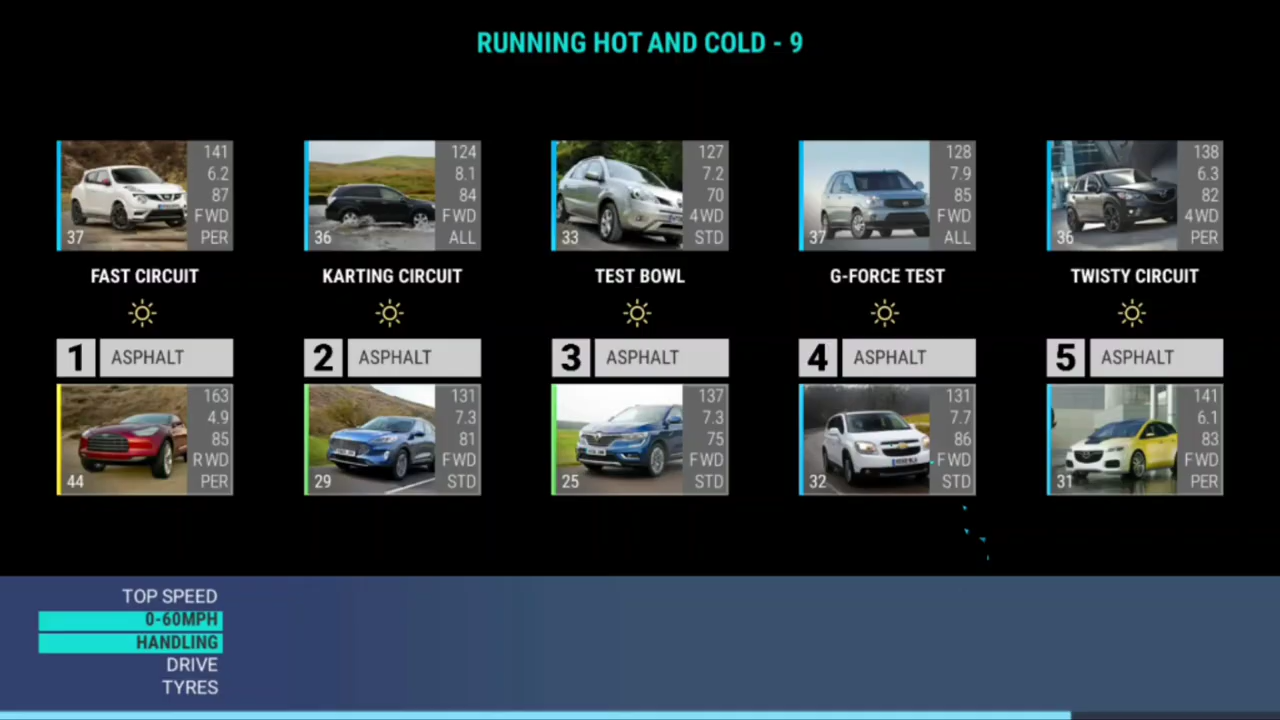 RUNNING HOT AND COLD - 9
141
6.2
87
FWD
PER
37
124
8.1
84
FWD
ALL
36
127
7.2
70
4WD
STD
33
128
7.9
85
FWD
ALL
37
138
6.3
82
4WD
PER
36
FAST CIRCUIT
KARTING CIRCUIT
TEST BOWL
G-FORCE TEST
TWISTY CIRCUIT
1 ASPHALT
2 ASPHALT
3 ASPHALT
4 ASPHALT
5 ASPHALT
163
4.9
85
RWD
PER
44
131
7.3
81
FWD
STD
29
137
7.3
75
FWD
STD
25
131
7.7
86
FWD
STD
32
141
6.1
83
FWD
PER
31
TOP SPEED
0-60MPH
HANDLING
DRIVE
TYRES